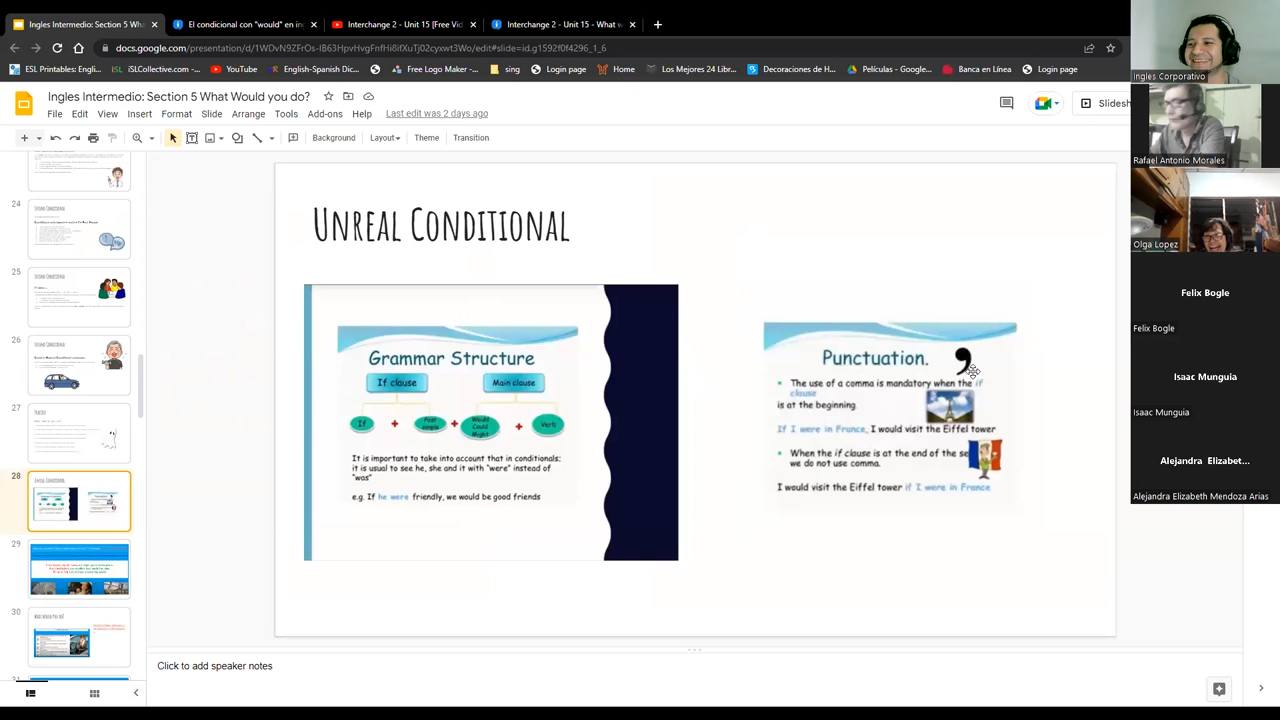 Ingles Intermedio: Section 5 What
El condicional con "would" en in
Interchange 2 - Unit 15 [Free Vid
Interchange 2 - Unit 15 - What w
docs.google.com/presentation/d/1WDvN9ZFrOs-IB63HpvHvgFnfHi8ifXuTj02cyxwt3Wo/edit#slide=id.g1592f0f4296_1_6
ESL Printables: Engli...
iSLCollective.com -...
YouTube
English-Spanish Dic...
Free Logo Maker -...
sing
Login page
Home
Los Mejores 24 Libr...
Decoraciones de H...
Películas - Google...
Banca en Línea
Login page
Ingles Intermedio: Section 5 What Would you do?
File Edit View Insert Format Slide Arrange Tools Add-ons Help
Last edit was 2 days ago
Slidesh
Background Layout Theme Transition
24
25
26
27
28
29
30
Unreal Conditional
Grammar Structure
If clause
Main clause
If + Past simple + Would Could Might + Verb
It is important to take into account that in conditionals:
it is usual to see he, she and it with "were" instead of
"was"
e.g. If he were friendly, we would be good friends
Punctuation.
,
The use of a comma is mandatory when the if
clause
is at the beginning.
If I were in France, I would visit the Eiffel tower
When the if clause is at the end of the se
we do not use comma.
I would visit the Eiffel tower if I were in France
Click to add speaker notes
Ingles Corporativo
Rafael Antonio Morales
Olga Lopez
Felix Bogle
Felix Bogle
Isaac Munguia
Isaac Munguia
Alejandra Elizabet...
Alejandra Elizabeth Mendoza Arias